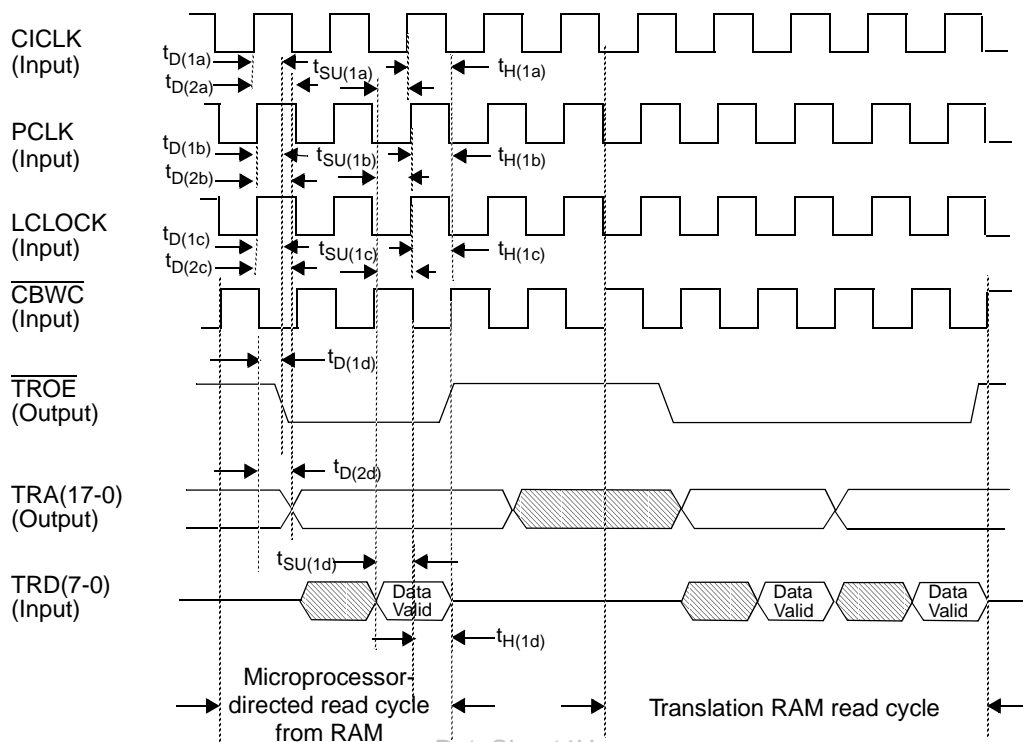 CICLK
(Input)
tD(1a)
tSU(1a)
tH(1a)
tD(2a)
PCLK
(Input)
tD(1b)
tSU(1b)
tH(1b)
tD(2b)
LCLOCK
(Input)
tD(1c)
tSU(1c)
tH(1c)
tD(2c)
CBWC
(Input)
tD(1d)
TROE
(Output)
tD(2d)
TRA(17-0)
(Output)
tSU(1d)
TRD(7-0)
(Input)
Data
Valid
Data
Valid
Data
Valid
tH(1d)
Microprocessor-
directed read cycle
from RAM
Translation RAM read cycle